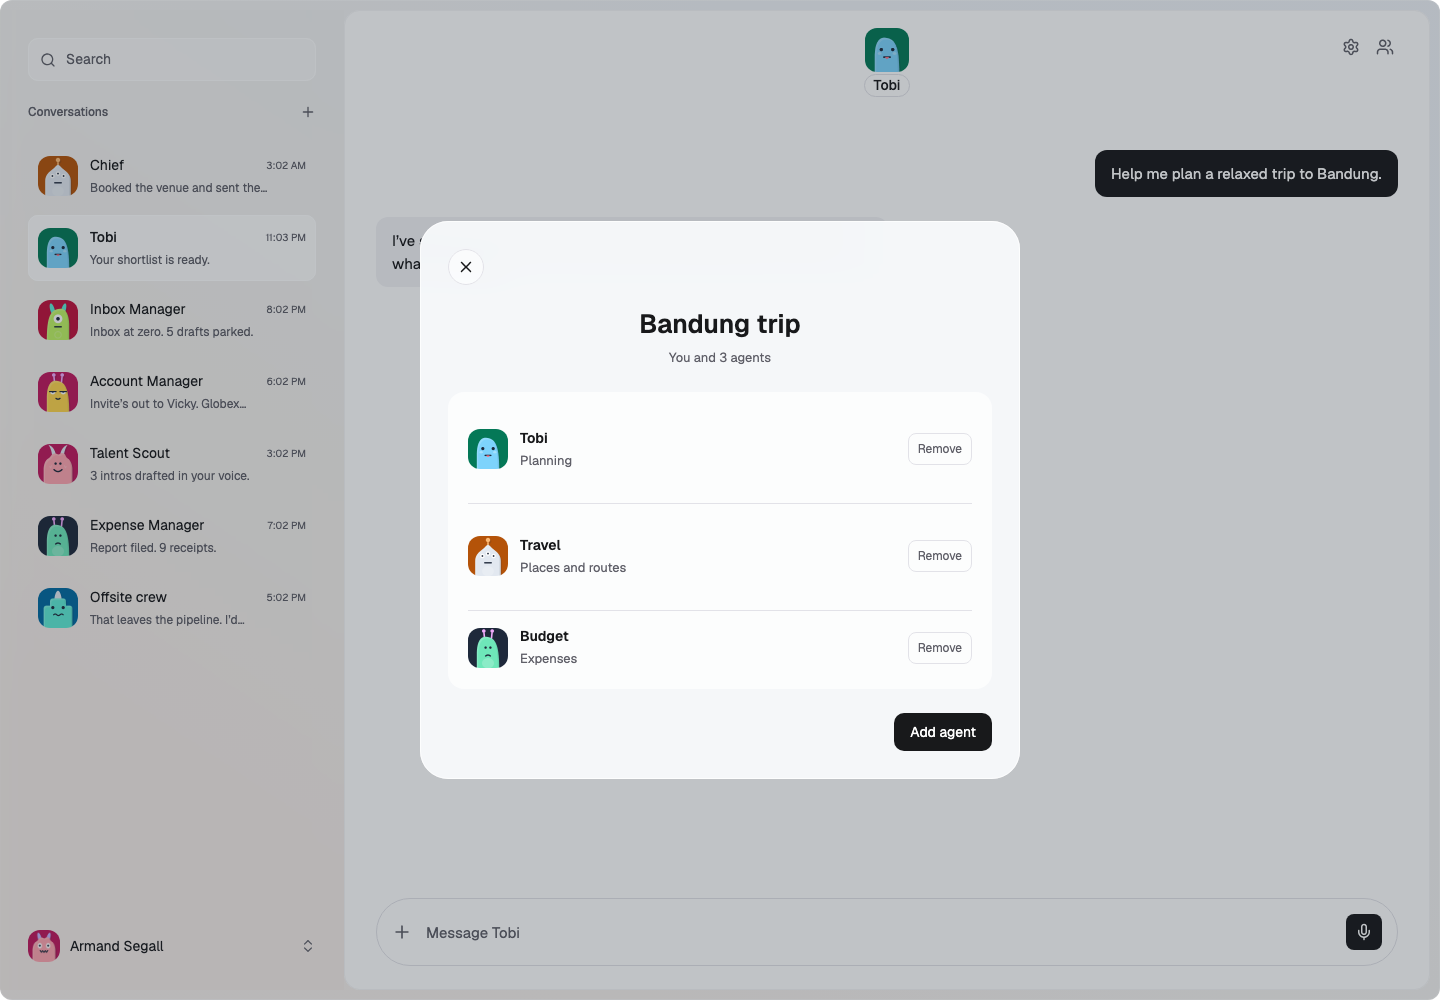 Search
Conversations
Chief
3:02 AM
Booked the venue and sent the...
Tobi
11:03 PM
Your shortlist is ready.
Inbox Manager
8:02 PM
Inbox at zero. 5 drafts parked.
Account Manager
6:02 PM
Invite's out to Vicky. Globex...
Talent Scout
3:02 PM
3 intros drafted in your voice.
Expense Manager
7:02 PM
Report filed. 9 receipts.
Offsite crew
5:02 PM
That leaves the pipeline. I'd...
Armand Segall
Tobi
Help me plan a relaxed trip to Bandung.
I've
wha
Bandung trip
You and 3 agents
Tobi
Planning
Remove
Travel
Places and routes
Remove
Budget
Expenses
Remove
Add agent
Message Tobi